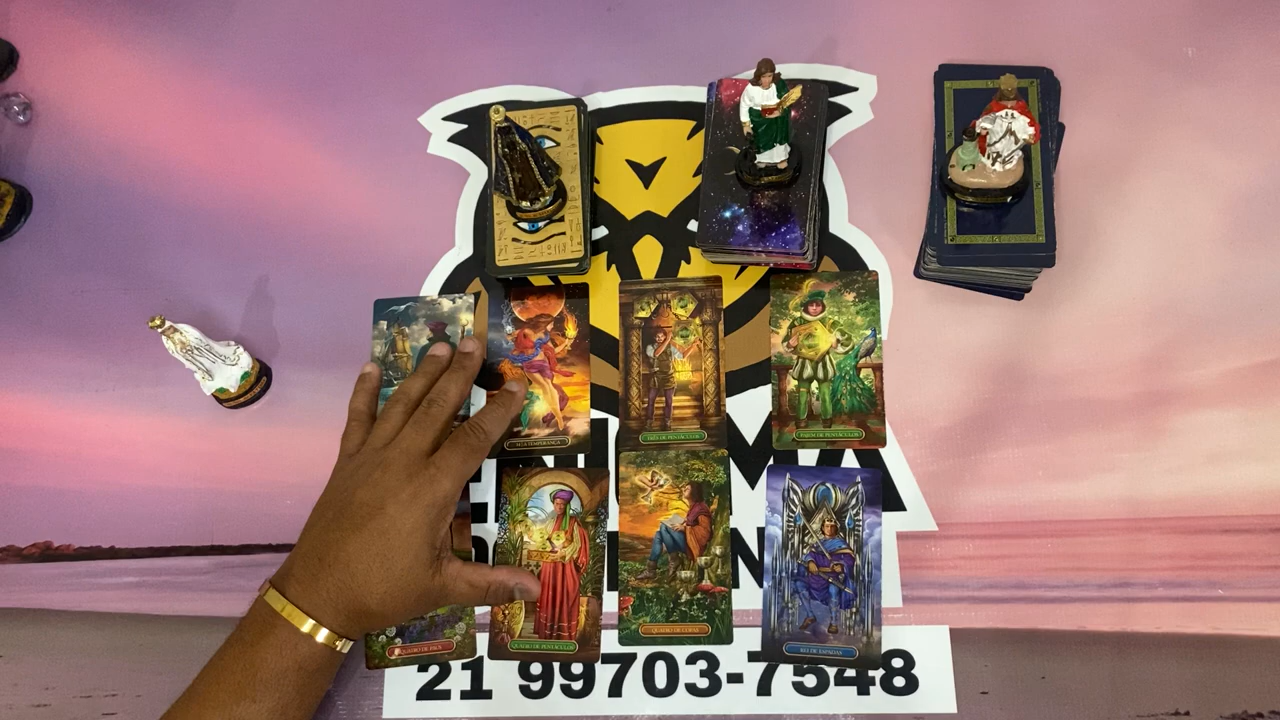 A TEMPERANÇA
TRÊS DE PENTÁCULOS
PAJEM DE PENTÁCULOS
QUATRO DE PAUS
QUATRO DE PENTÁCULOS
QUATRO DE COPAS
REI DE ESPADAS
21 99703-7548